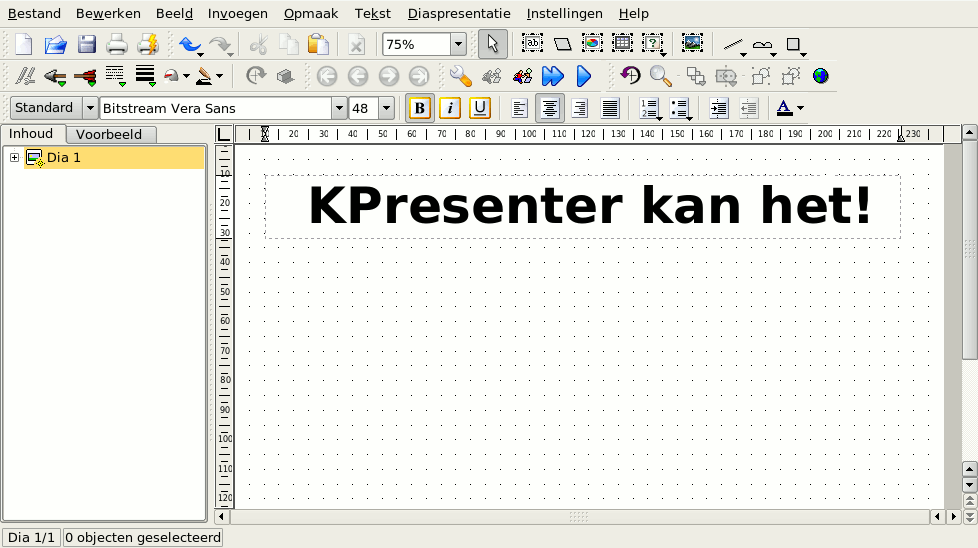 Bestand Bewerken Beeld Invoegen Opmaak Tekst Diaspresentatie Instellingen Help
75%
Standard Bitstream Vera Sans 48 B i U
Inhoud Voorbeeld
20 30 40 50 60 70 80 90 100 110 120 130 140 150 160 170 180 190 200 210 220 230
Dia 1
10
KPresenter kan het!
20
30
40
50
60
70
80
90
100
110
120
Dia 1/1 0 objecten geselecteerd